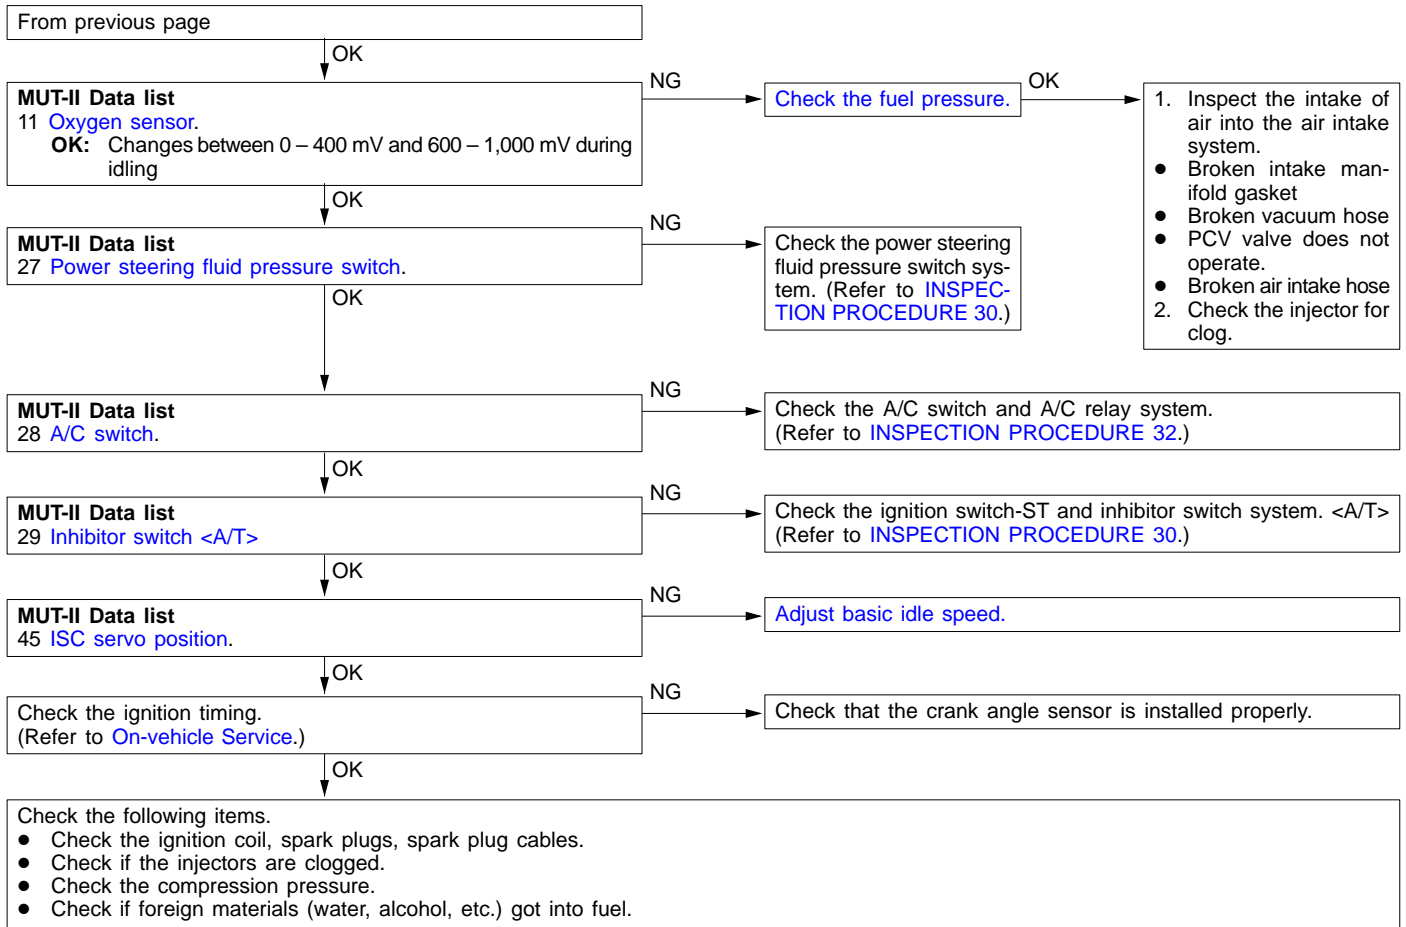 From previous page
OK
MUT-II Data list
11 Oxygen sensor.
OK: Changes between 0 – 400 mV and 600 – 1,000 mV during
idling
NG
Check the fuel pressure.
OK
1. Inspect the intake of
air into the air intake
system.
● Broken intake man-
ifold gasket
● Broken vacuum hose
● PCV valve does not
operate.
● Broken air intake hose
2. Check the injector for
clog.
OK
MUT-II Data list
27 Power steering fluid pressure switch.
NG
Check the power steering
fluid pressure switch sys-
tem. (Refer to INSPEC-
TION PROCEDURE 30.)
OK
MUT-II Data list
28 A/C switch.
NG
Check the A/C switch and A/C relay system.
(Refer to INSPECTION PROCEDURE 32.)
OK
MUT-II Data list
29 Inhibitor switch <A/T>
NG
Check the ignition switch-ST and inhibitor switch system. <A/T>
(Refer to INSPECTION PROCEDURE 30.)
OK
MUT-II Data list
45 ISC servo position.
NG
Adjust basic idle speed.
OK
Check the ignition timing.
(Refer to On-vehicle Service.)
NG
Check that the crank angle sensor is installed properly.
OK
Check the following items.
● Check the ignition coil, spark plugs, spark plug cables.
● Check if the injectors are clogged.
● Check the compression pressure.
● Check if foreign materials (water, alcohol, etc.) got into fuel.